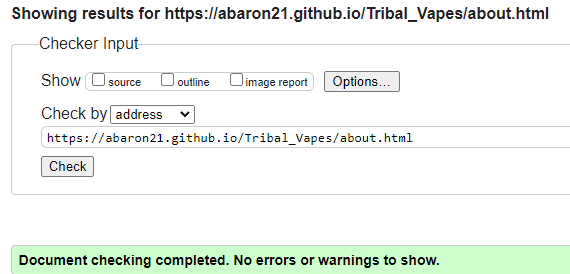 Showing results for https://abaron21.github.io/Tribal_Vapes/about.html
Checker Input
Show source outline image report Options...
Check by address
https://abaron21.github.io/Tribal_Vapes/about.html
Check
Document checking completed. No errors or warnings to show.